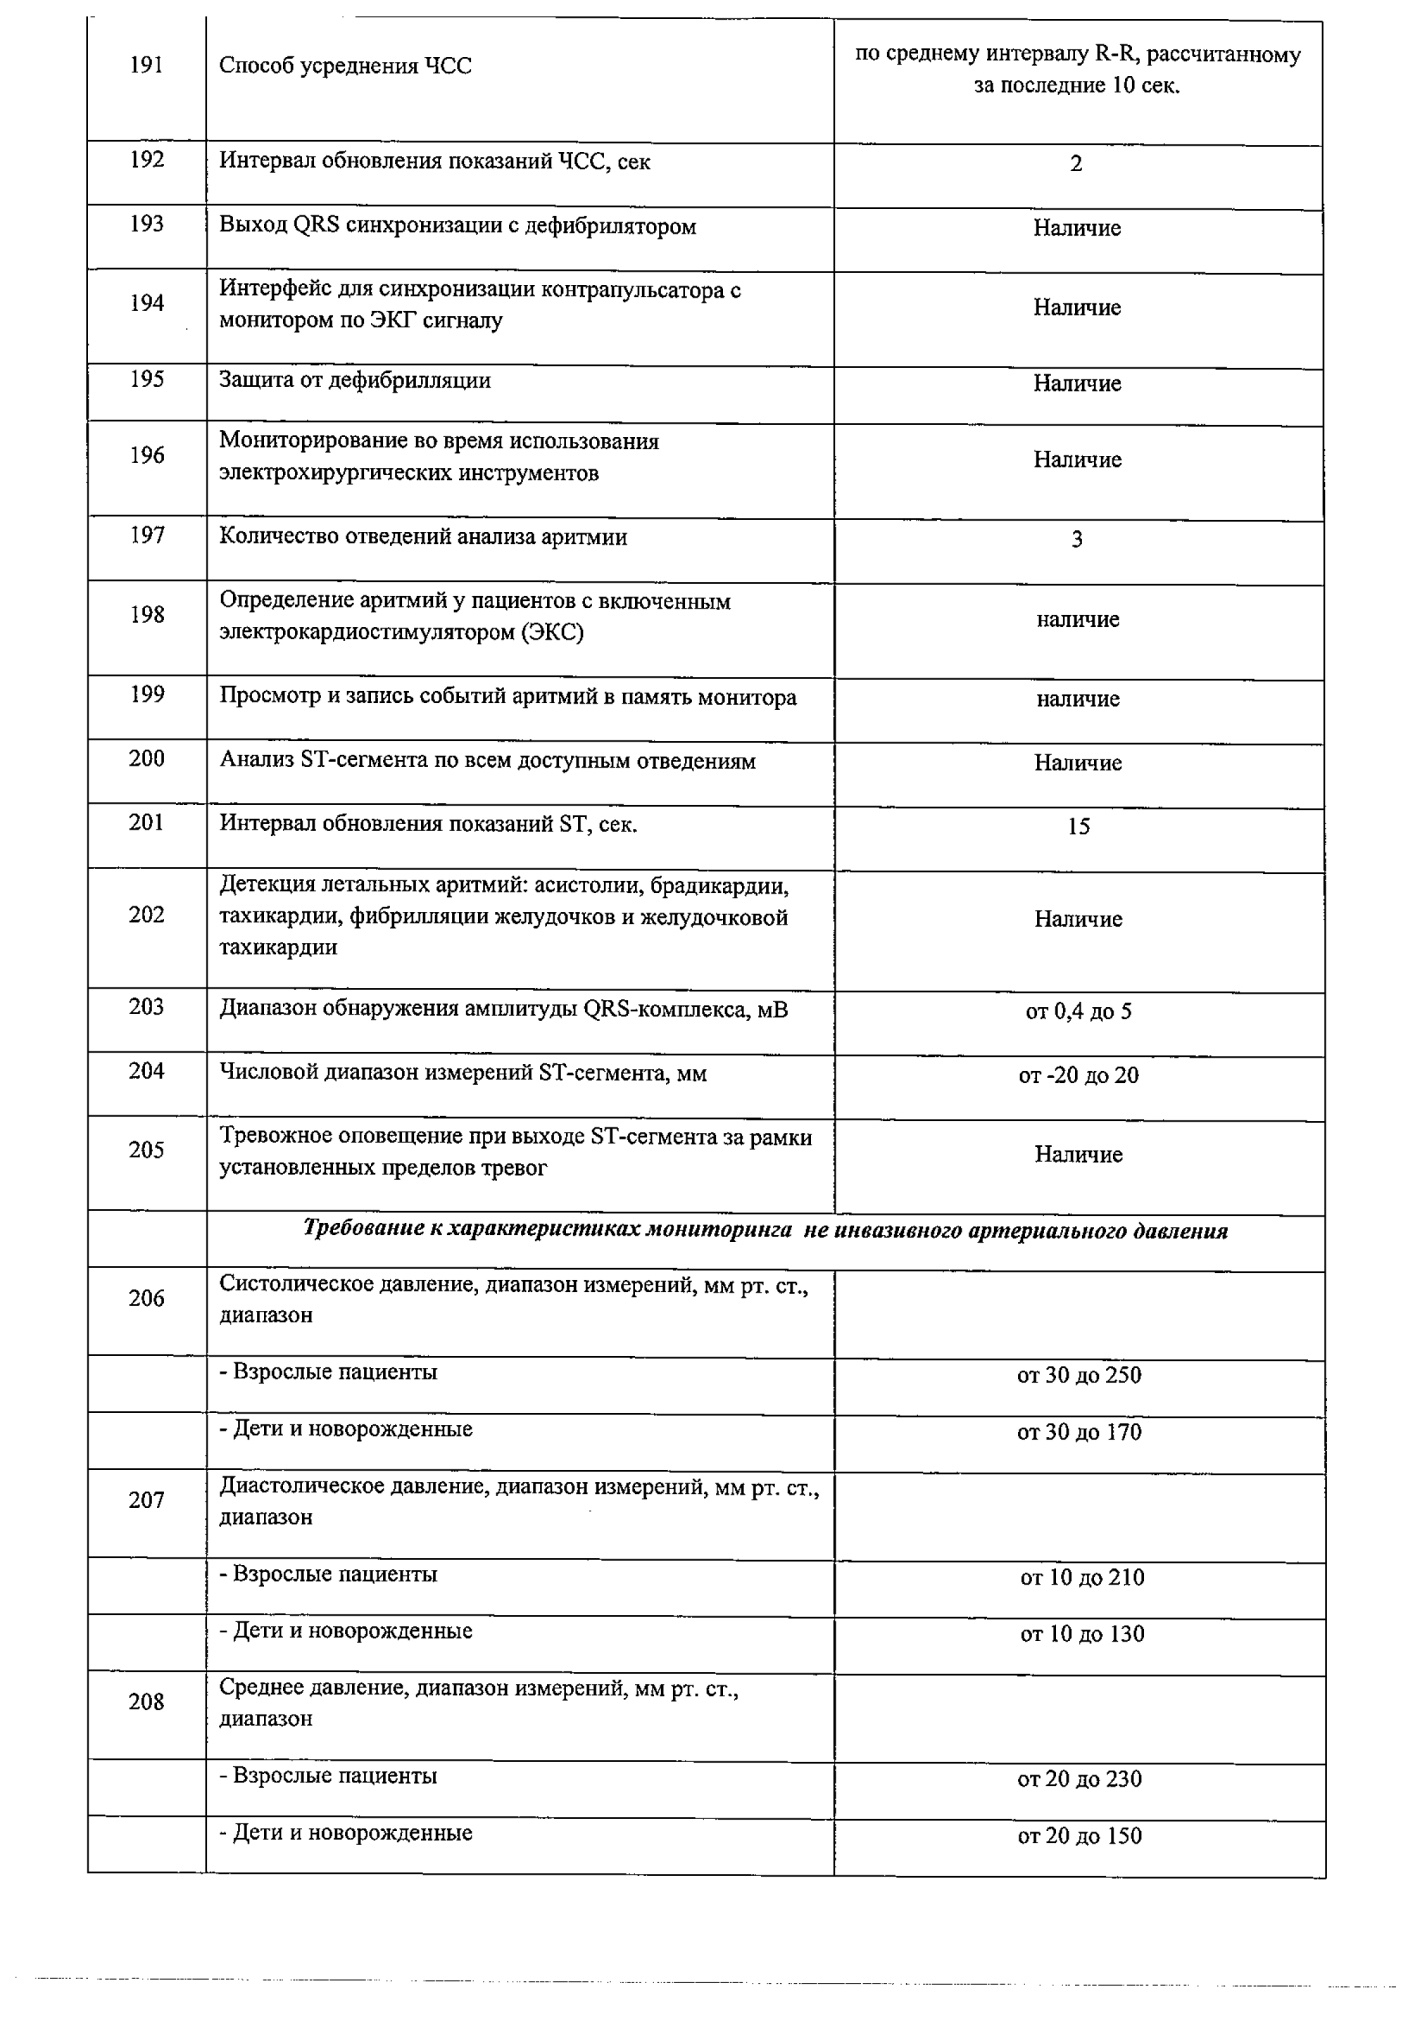 191
Способ усреднения ЧСС
по среднему интервалу R-R, рассчитанному
за последние 10 сек.
192
Интервал обновления показаний ЧСС, сек
2
193
Выход QRS синхронизации с дефибрилятором
Наличие
194
Интерфейс для синхронизации контрапульсатора с
монитором по ЭКГ сигналу
Наличие
195
Защита от дефибрилляции
Наличие
196
Мониторирование во время использования
электрохирургических инструментов
Наличие
197
Количество отведений анализа аритмии
3
198
Определение аритмий у пациентов с включенным
электрокардиостимулятором (ЭКС)
наличие
199
Просмотр и запись событий аритмий в память монитора
наличие
200
Анализ ST-сегмента по всем доступным отведениям
Наличие
201
Интервал обновления показаний ST, сек.
15
202
Детекция летальных аритмий: асистолии, брадикардии,
тахикардии, фибрилляции желудочков и желудочковой
тахикардии
Наличие
203
Диапазон обнаружения амплитуды QRS-комплекса, мВ
от 0,4 до 5
204
Числовой диапазон измерений ST-сегмента, мм
от -20 до 20
205
Тревожное оповещение при выходе ST-сегмента за рамки
установленных пределов тревог
Наличие
Требование к характеристиках мониторинга не инвазивного артериального давления
206
Систолическое давление, диапазон измерений, мм рт. ст.,
диапазон
- Взрослые пациенты
от 30 до 250
- Дети и новорожденные
от 30 до 170
207
Диастолическое давление, диапазон измерений, мм рт. ст.,
диапазон
- Взрослые пациенты
от 10 до 210
- Дети и новорожденные
от 10 до 130
208
Среднее давление, диапазон измерений, мм рт. ст.,
диапазон
- Взрослые пациенты
от 20 до 230
- Дети и новорожденные
от 20 до 150